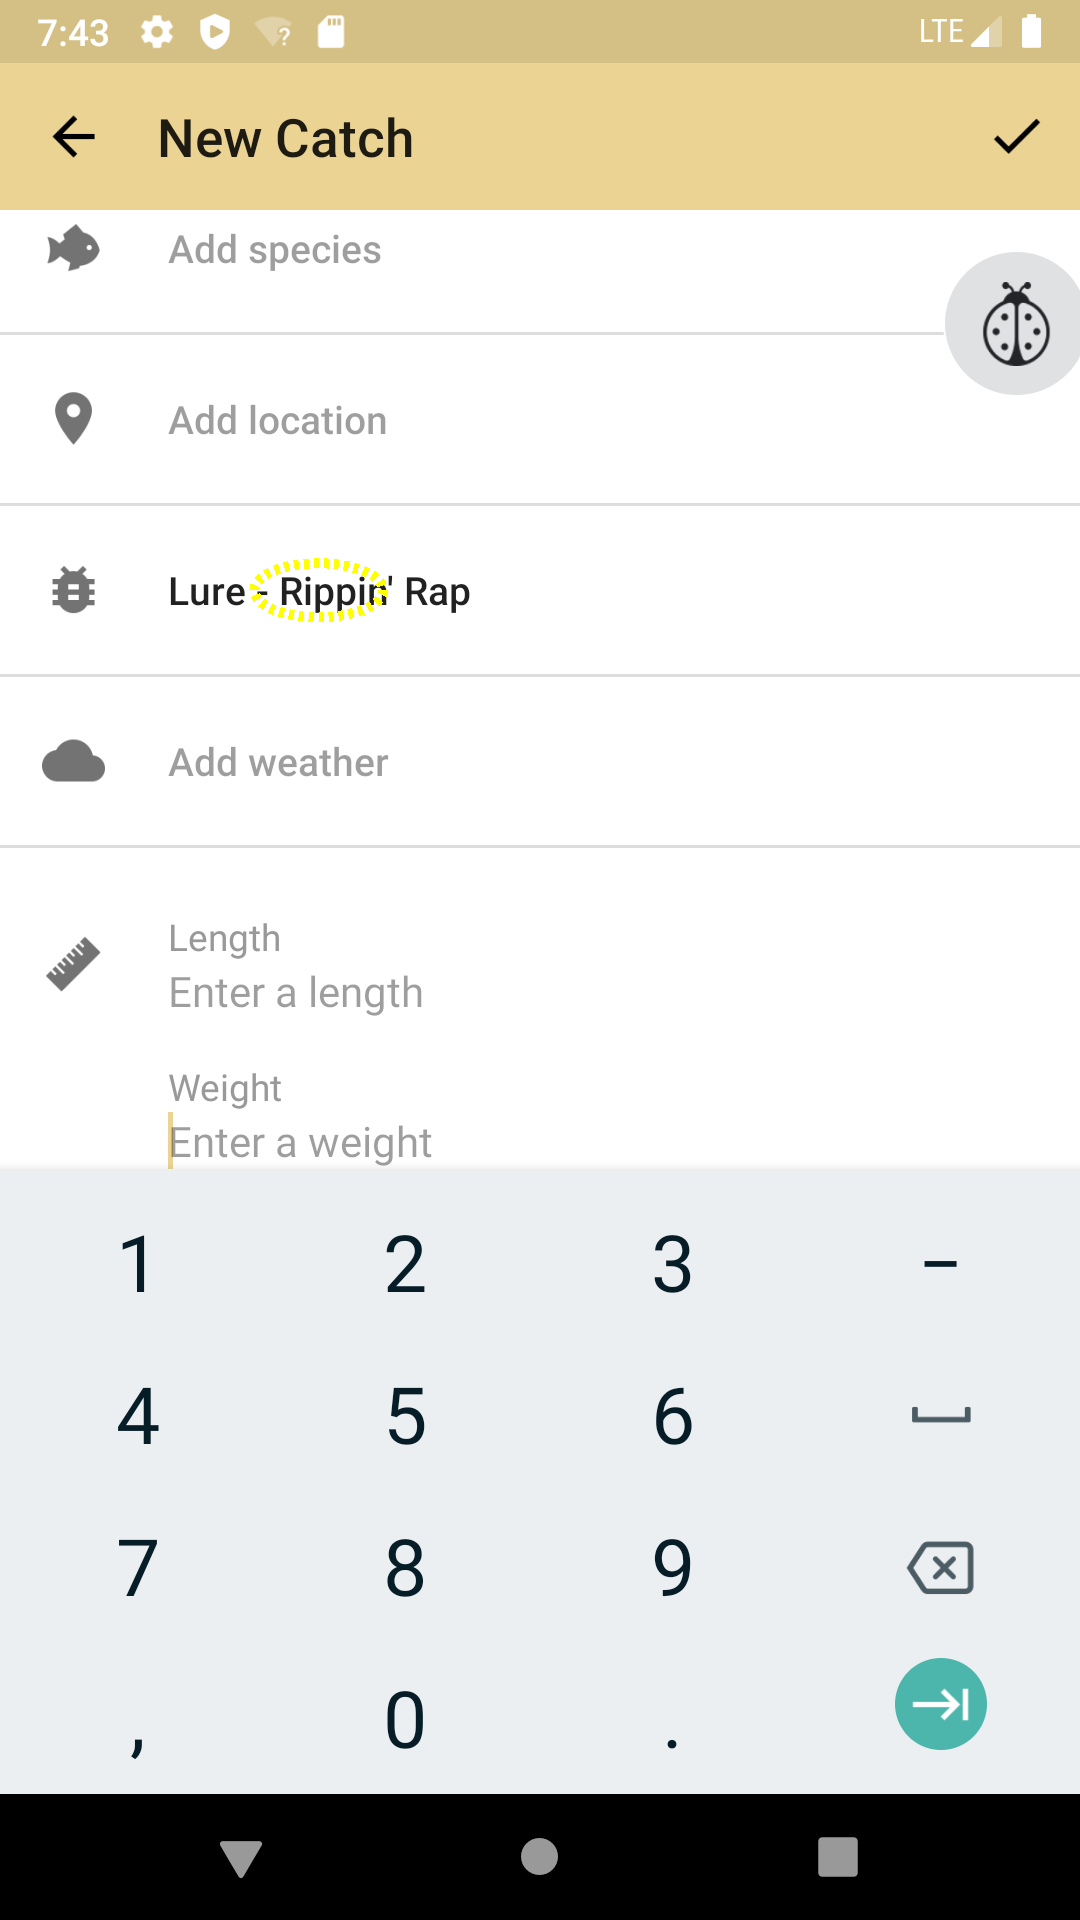 7:43 LTE
New Catch
Add species
Add location
Lure - Rippin' Rap
Add weather
Length
Enter a length
Weight
Enter a weight
1 2 3 –
4 5 6
7 8 9
, 0 .